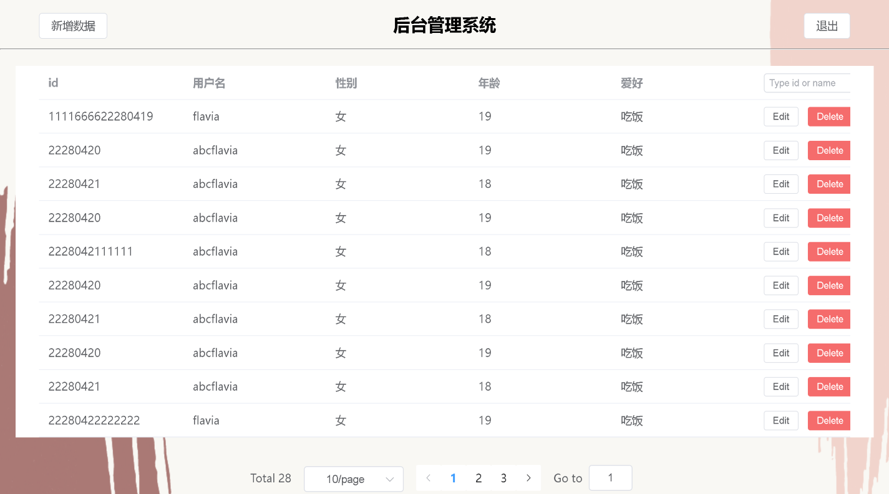 新增数据 后台管理系统 退出
id 用户名 性别 年龄 爱好 Type id or name
1111666622280419 flavia 女 19 吃饭 Edit Delete
22280420 abcflavia 女 19 吃饭 Edit Delete
22280421 abcflavia 女 18 吃饭 Edit Delete
22280420 abcflavia 女 19 吃饭 Edit Delete
2228042111111 abcflavia 女 18 吃饭 Edit Delete
22280420 abcflavia 女 19 吃饭 Edit Delete
22280421 abcflavia 女 18 吃饭 Edit Delete
22280420 abcflavia 女 19 吃饭 Edit Delete
22280421 abcflavia 女 18 吃饭 Edit Delete
22280422222222 flavia 女 19 吃饭 Edit Delete
Total 28 10/page 1 2 3 Go to 1